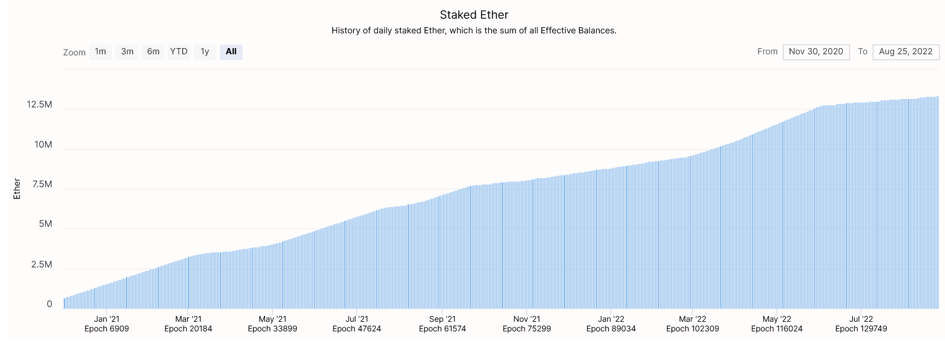 Staked Ether
History of daily staked Ether, which is the sum of all Effective Balances.
Zoom 1m 3m 6m YTD 1y All From Nov 30, 2020 To Aug 25, 2022
Ether
12.5M
10M
7.5M
5M
2.5M
0
Jan '21 Mar '21 May '21 Jul '21 Sep '21 Nov '21 Jan '22 Mar '22 May '22 Jul '22
Epoch 6909 Epoch 20184 Epoch 33899 Epoch 47624 Epoch 61574 Epoch 75299 Epoch 89034 Epoch 102309 Epoch 116024 Epoch 129749